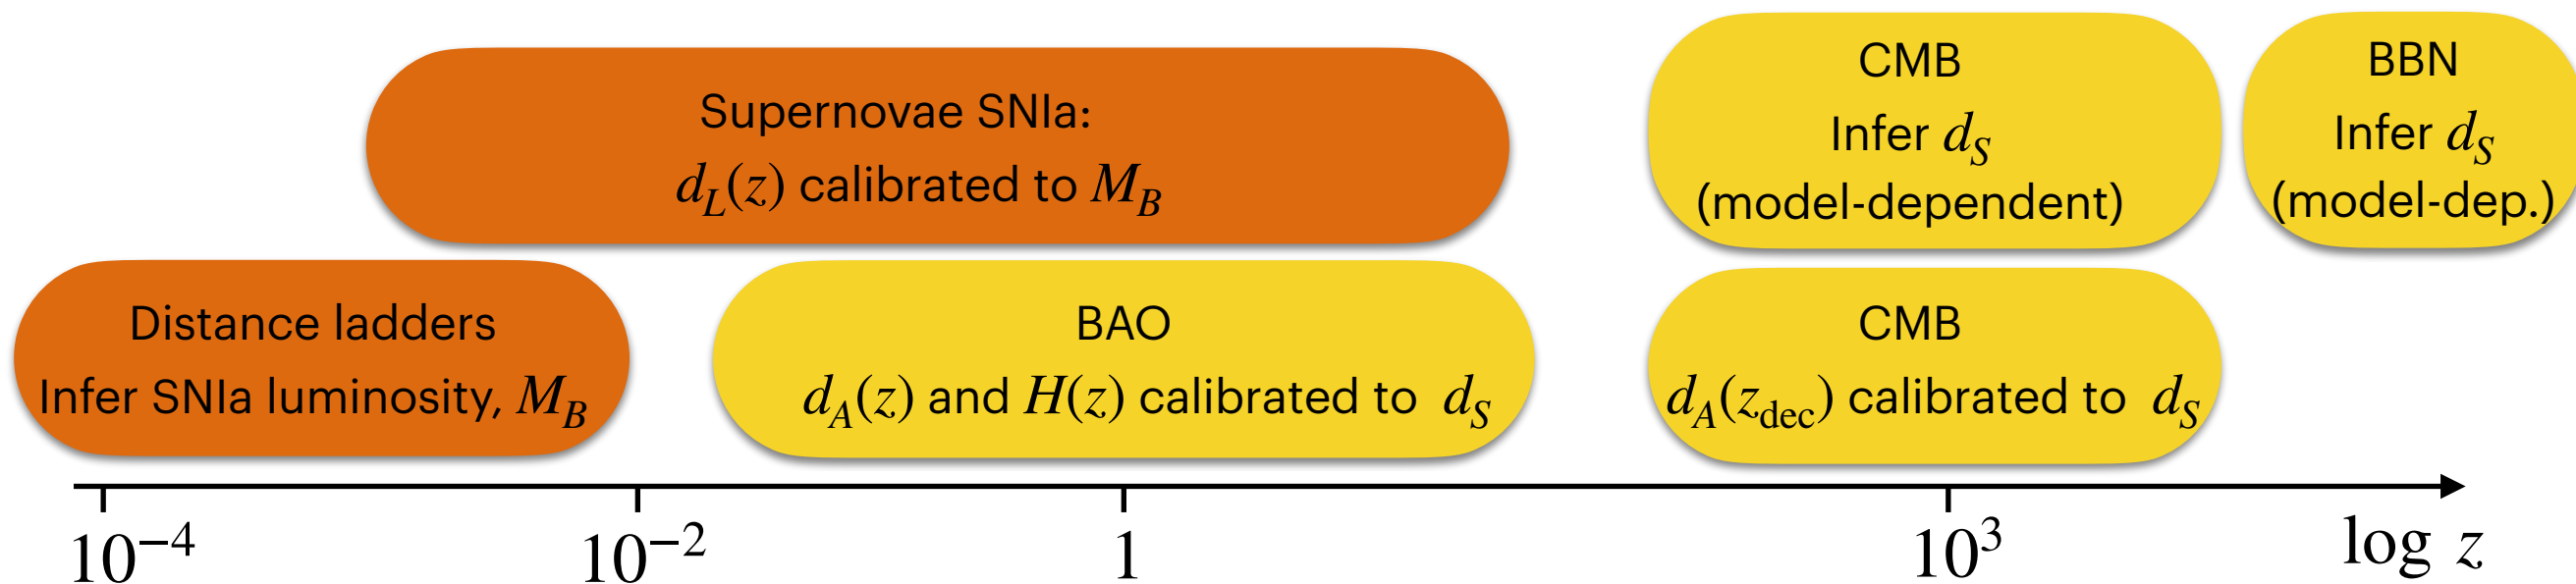 Supernovae SNIa:
d_L(z) calibrated to M_B
CMB
Infer d_S
(model-dependent)
BBN
Infer d_S
(model-dep.)
Distance ladders
Infer SNIa luminosity, M_B
BAO
d_A(z) and H(z) calibrated to d_S
CMB
d_A(z_dec) calibrated to d_S
10^−4
10^−2
1
10^3
log z